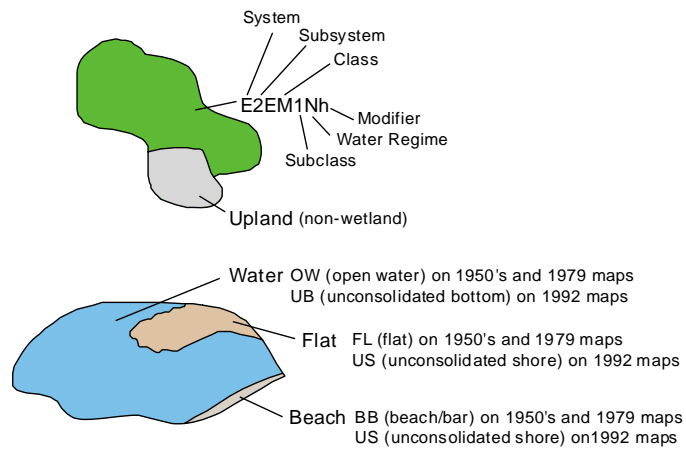 System
Subsystem
Class
E2EM1Nh
Modifier
Water Regime
Subclass
Upland (non-wetland)
Water OW (open water) on 1950's and 1979 maps
UB (unconsolidated bottom) on 1992 maps
Flat FL (flat) on 1950's and 1979 maps
US (unconsolidated shore) on 1992 maps
Beach BB (beach/bar) on 1950's and 1979 maps
US (unconsolidated shore) on1992 maps